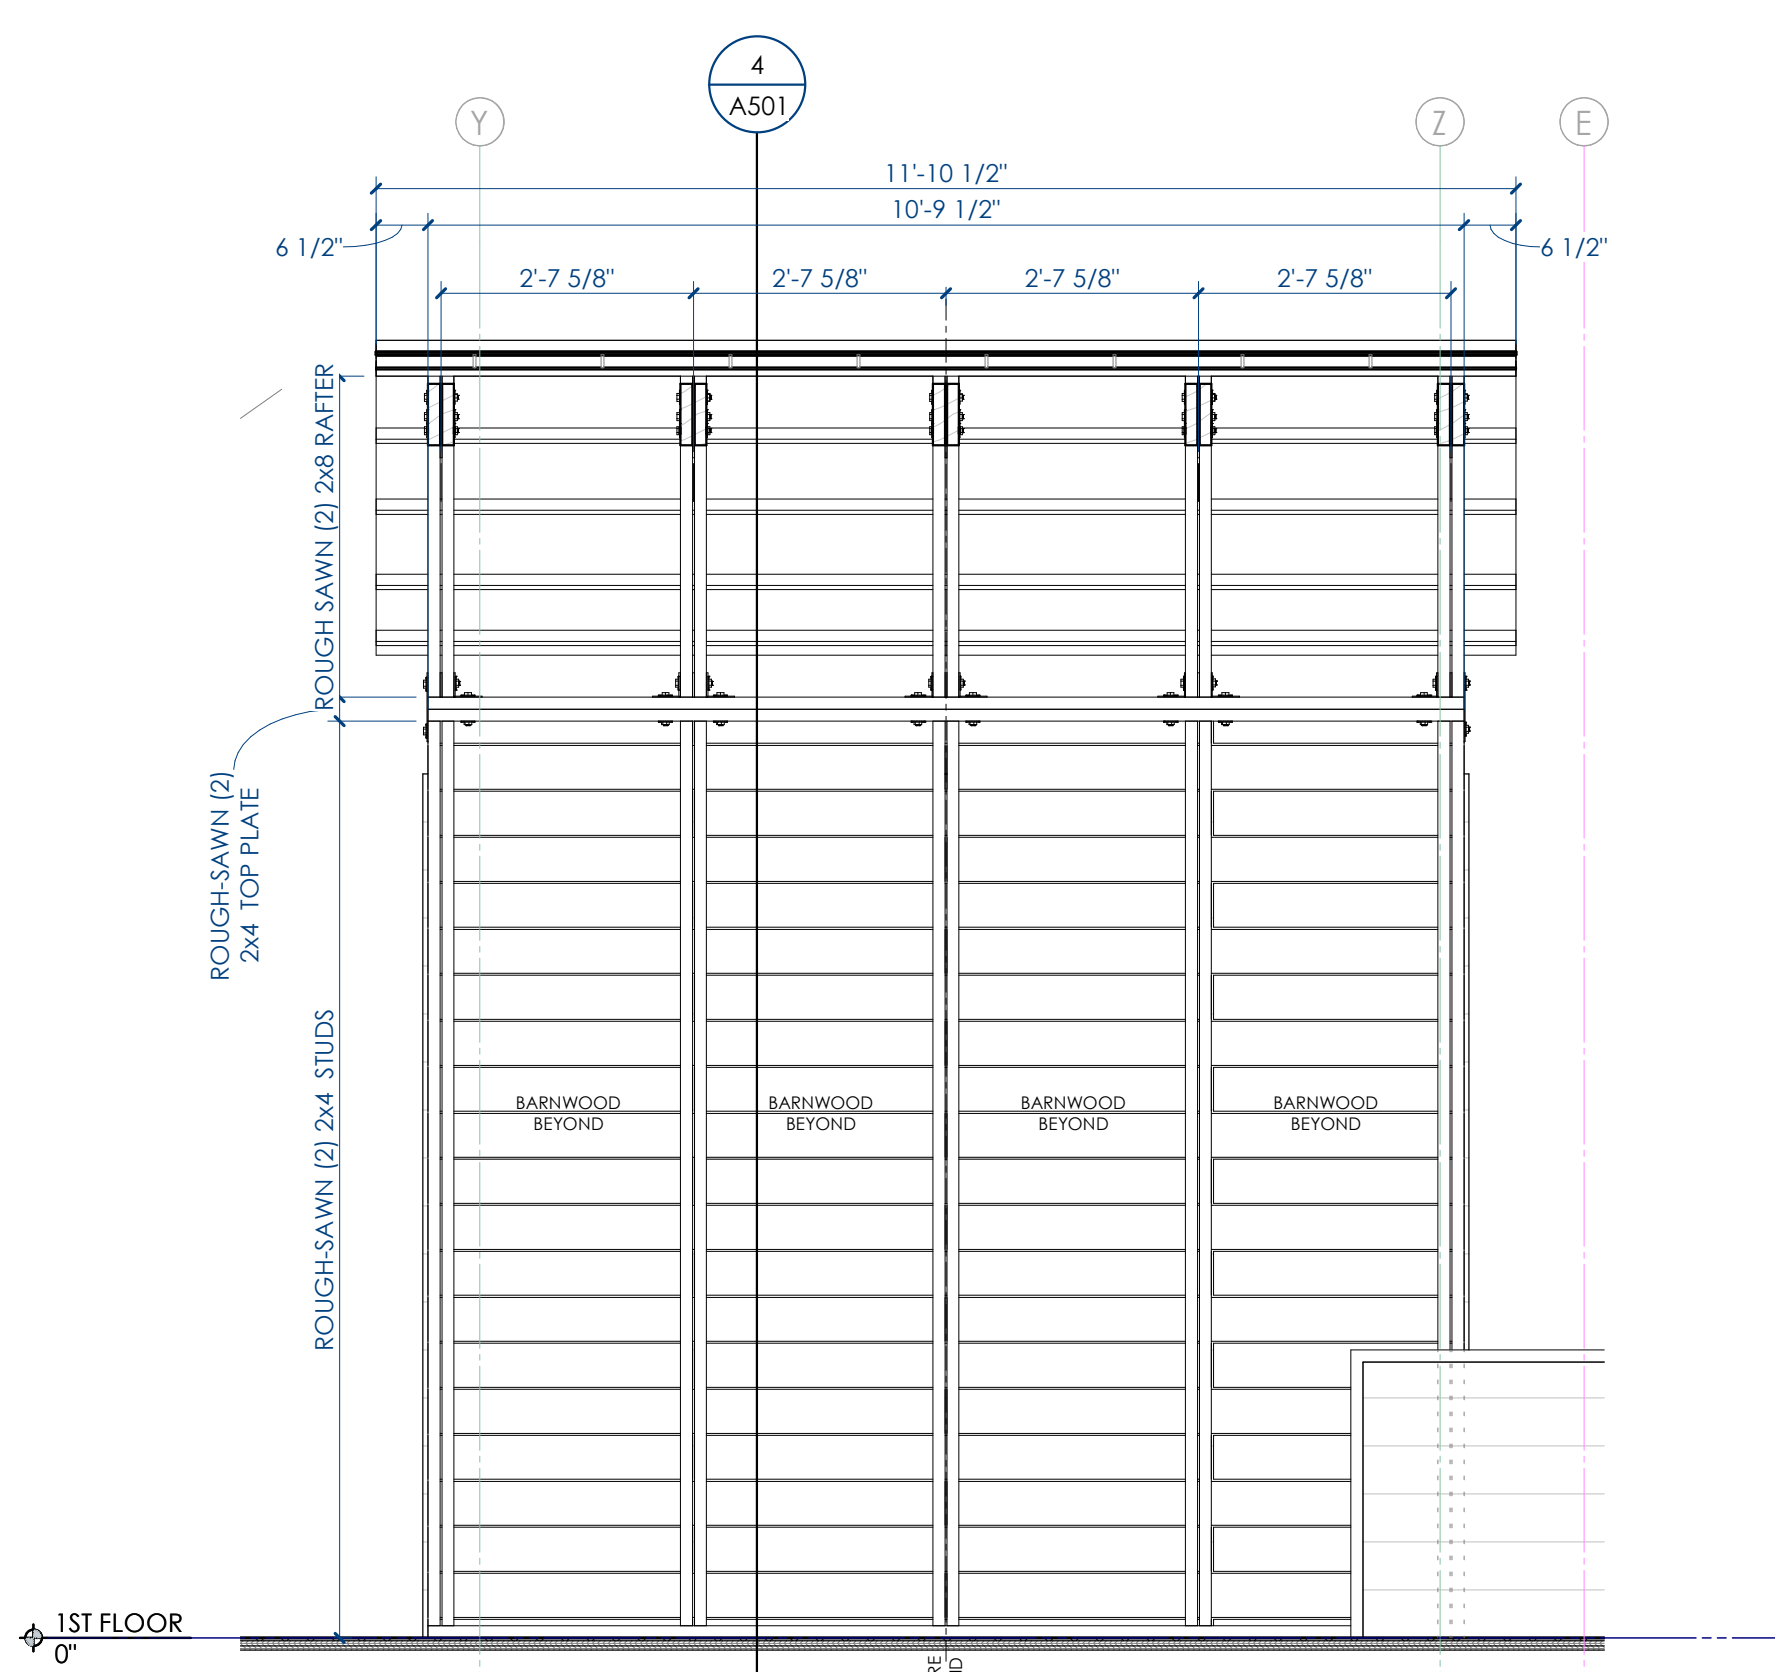 4
A501
Y
Z
E
11'-10 1/2"
10'-9 1/2"
6 1/2"
6 1/2"
2'-7 5/8"
2'-7 5/8"
2'-7 5/8"
2'-7 5/8"
ROUGH SAWN (2) 2x8 RAFTER
ROUGH-SAWN (2)
2x4 TOP PLATE
ROUGH-SAWN (2) 2x4 STUDS
BARNWOOD
BEYOND
BARNWOOD
BEYOND
BARNWOOD
BEYOND
BARNWOOD
BEYOND
1ST FLOOR
0"